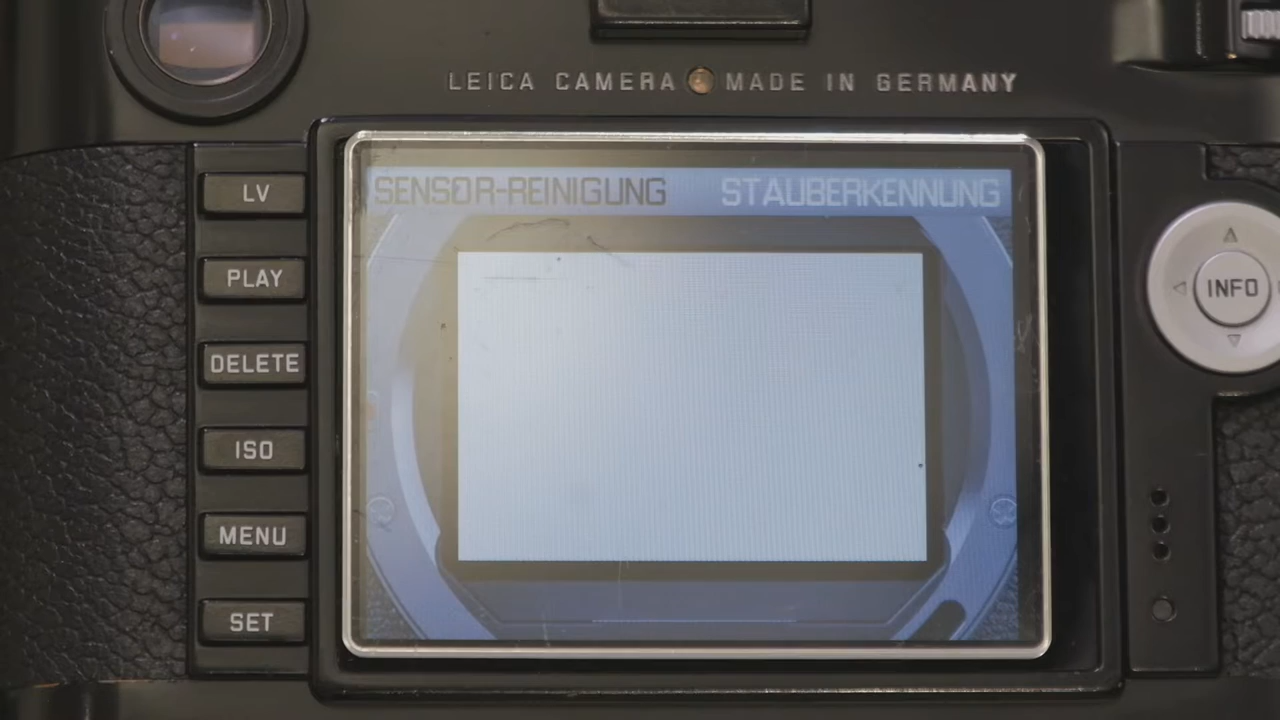 LEICA CAMERA MADE IN GERMANY
SENSOR-REINIGUNG STAUBERKENNUNG
LV
PLAY
DELETE
ISO
MENU
SET
INFO